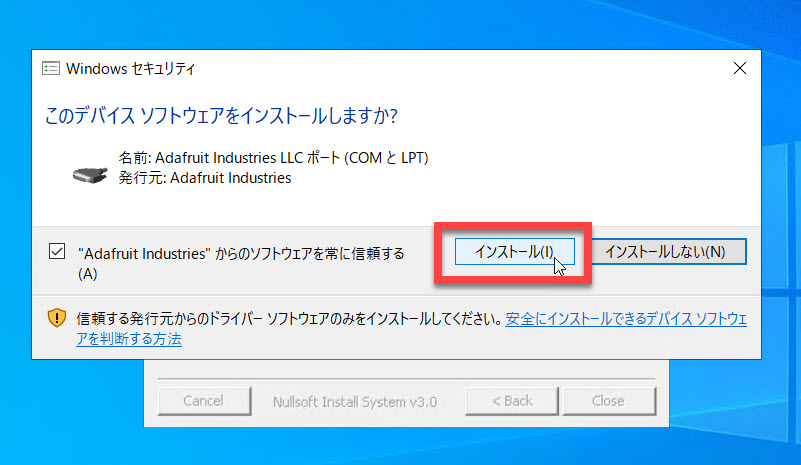 Windows セキュリティ
このデバイス ソフトウェアをインストールしますか?
名前: Adafruit Industries LLC ポート (COM と LPT)
発行元: Adafruit Industries
"Adafruit Industries" からのソフトウェアを常に信頼する
(A)
インストール(I)
インストールしない(N)
信頼する発行元からのドライバー ソフトウェアのみをインストールしてください。安全にインストールできるデバイス ソフトウェ
アを判断する方法
Cancel
Nullsoft Install System v3.0
< Back
Close